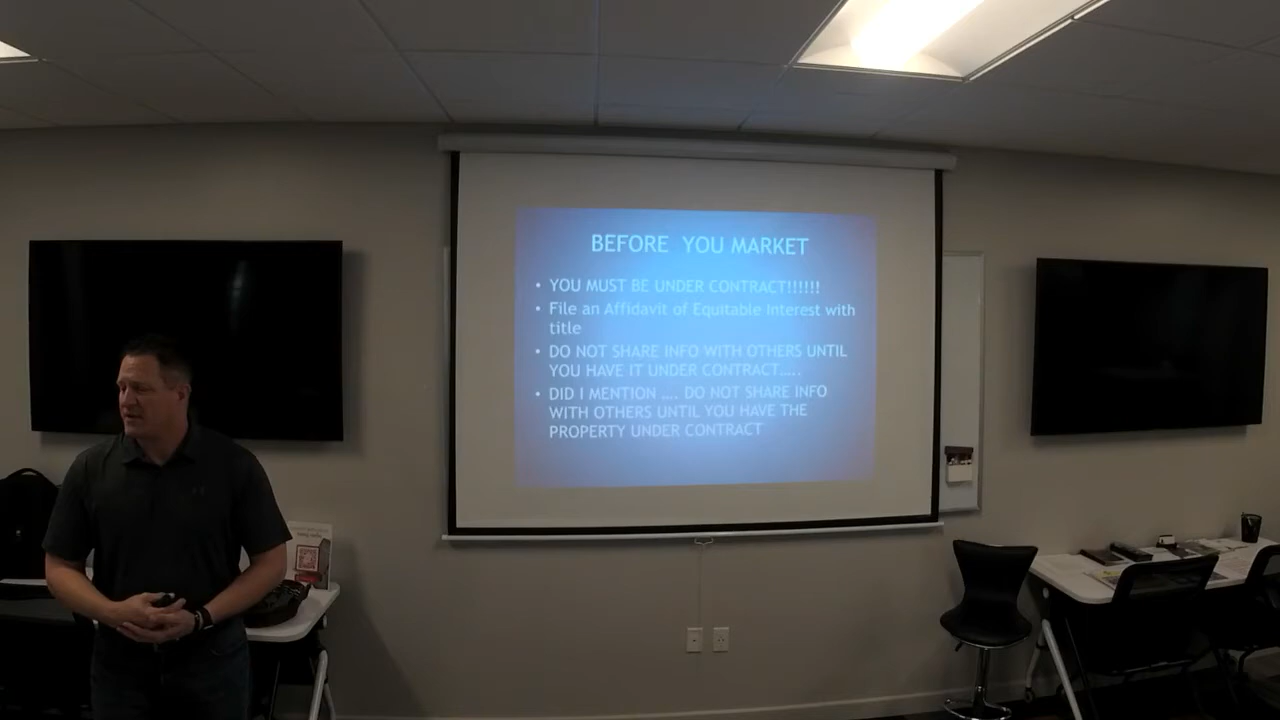 BEFORE YOU MARKET
• YOU MUST BE UNDER CONTRACT!!!!!!
• File an Affidavit of Equitable Interest with
title
• DO NOT SHARE INFO WITH OTHERS UNTIL
YOU HAVE IT UNDER CONTRACT.....
• DID I MENTION .... DO NOT SHARE INFO
WITH OTHERS UNTIL YOU HAVE THE
PROPERTY UNDER CONTRACT